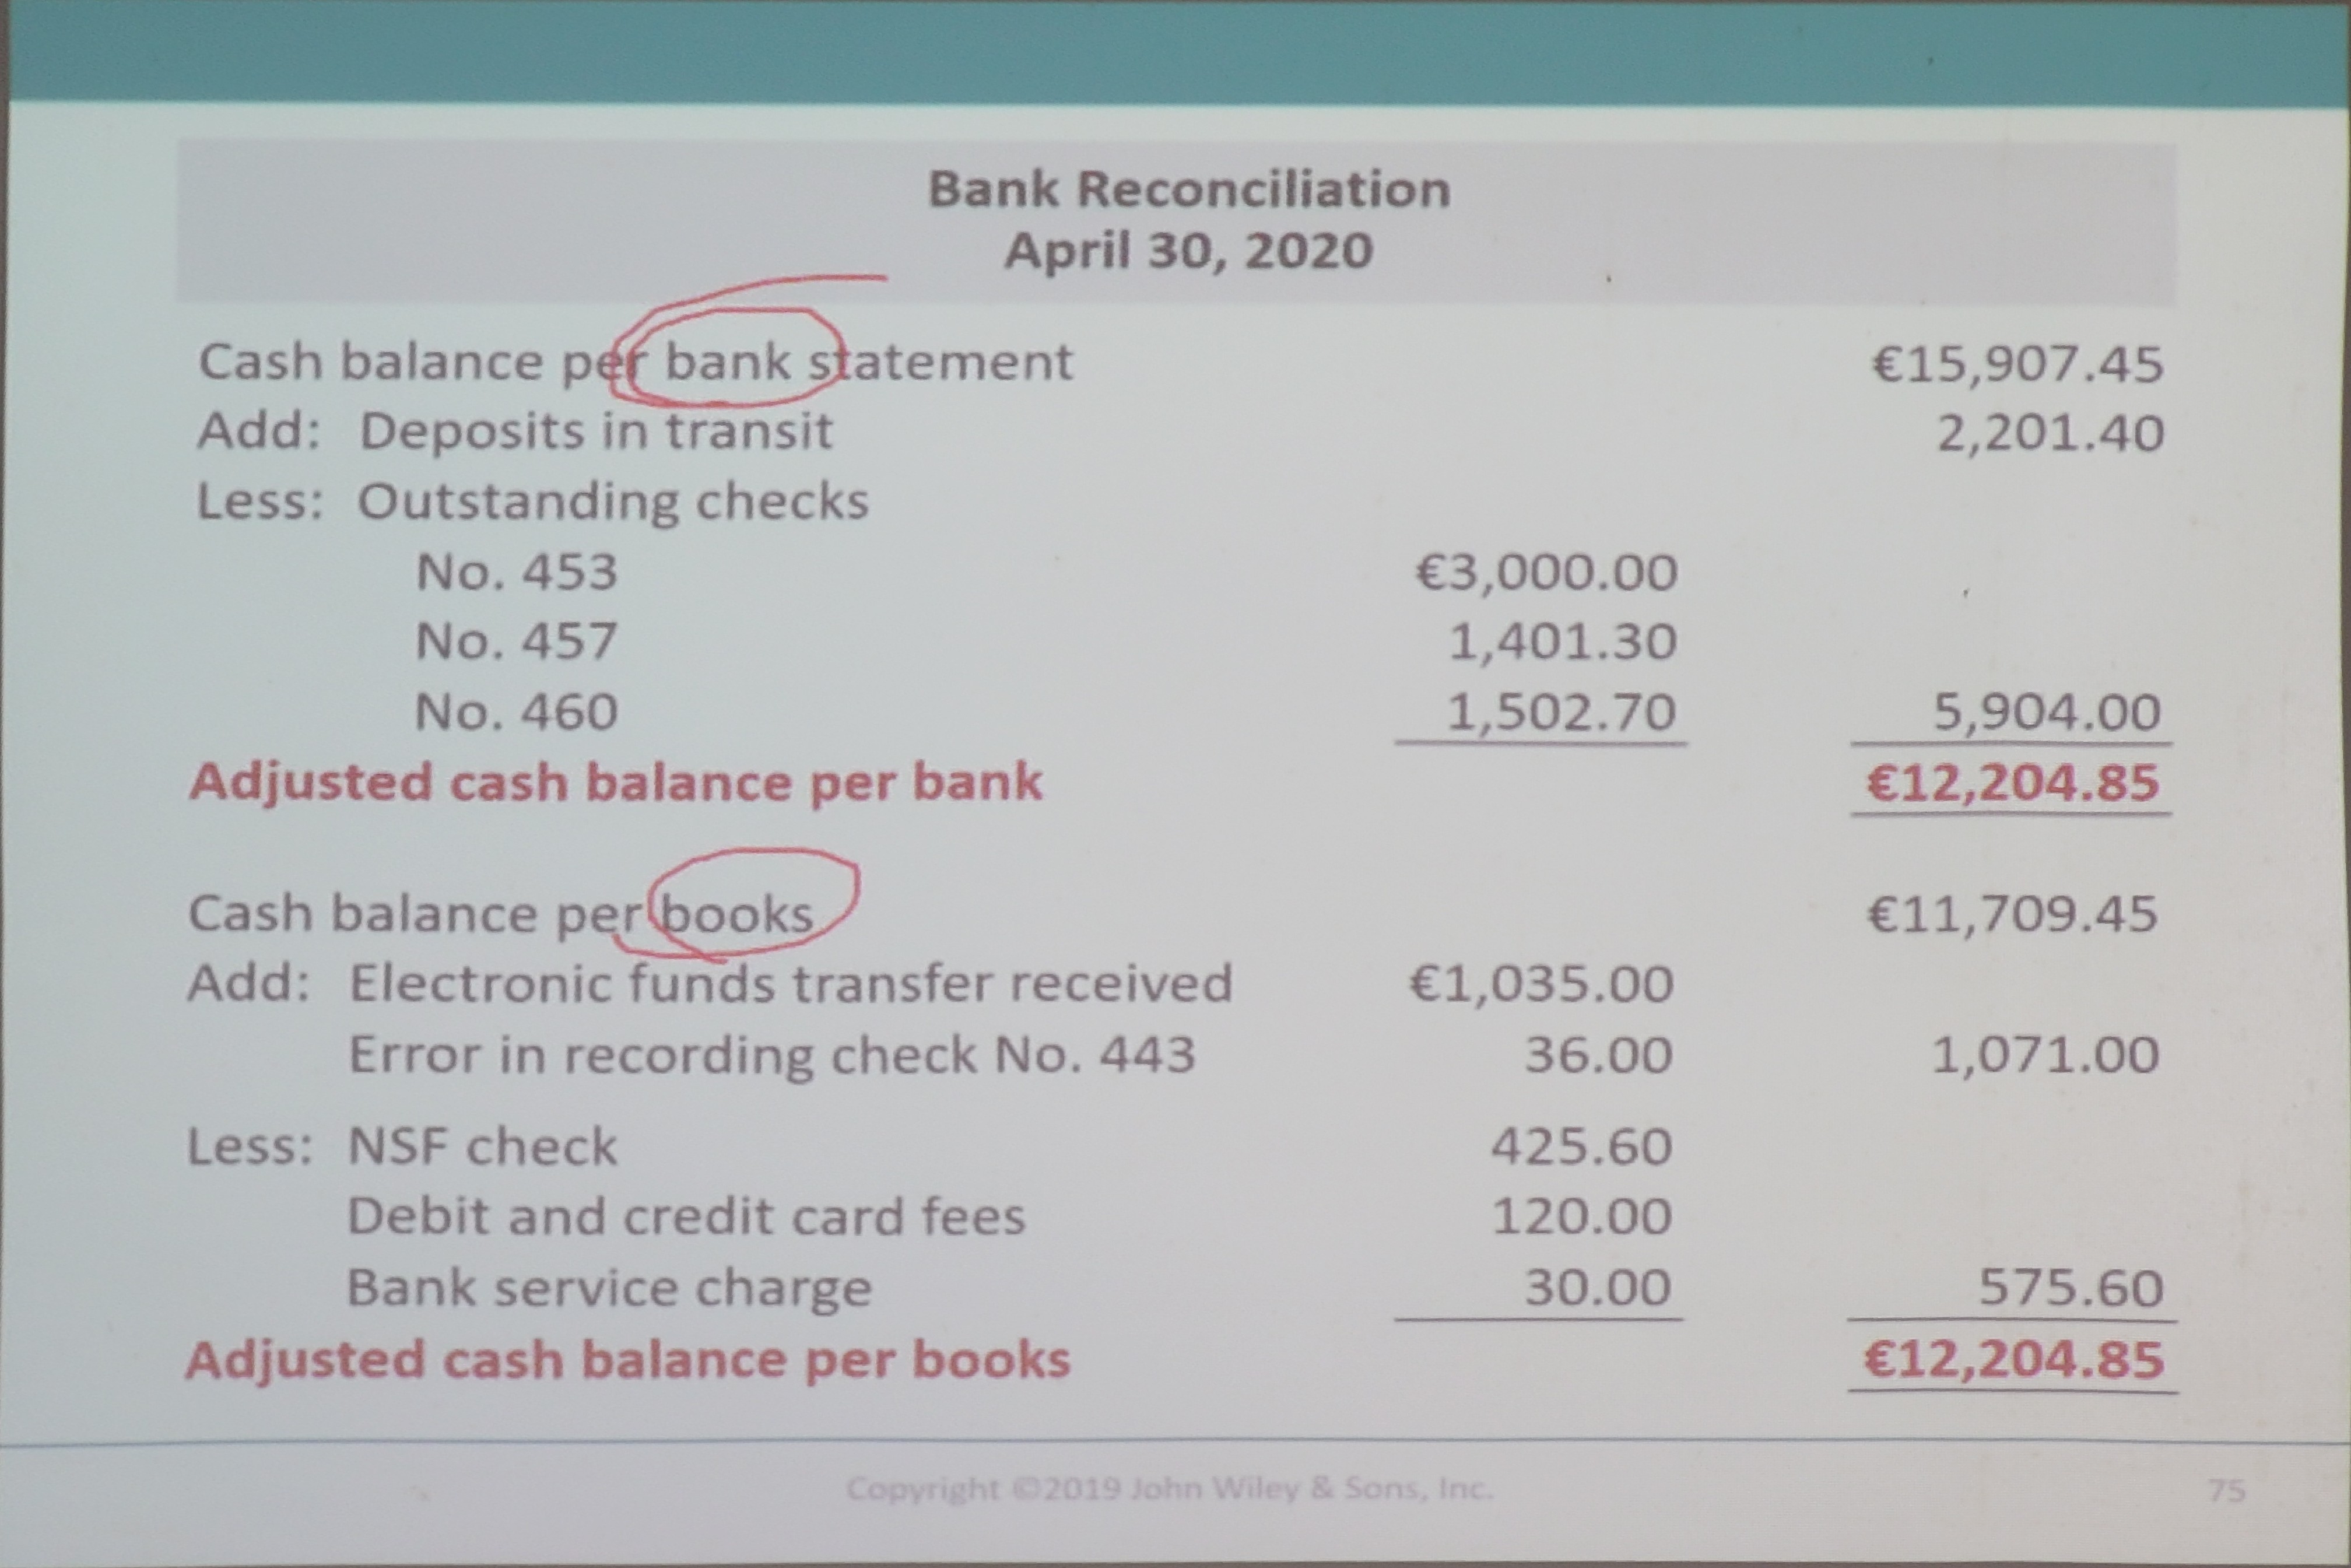 Bank Reconciliation
April 30, 2020
Cash balance per bank statement €15,907.45
Add: Deposits in transit 2,201.40
Less: Outstanding checks
No. 453 €3,000.00
No. 457 1,401.30
No. 460 1,502.70 5,904.00
Adjusted cash balance per bank €12,204.85
Cash balance per books €11,709.45
Add: Electronic funds transfer received €1,035.00
Error in recording check No. 443 36.00 1,071.00
Less: NSF check 425.60
Debit and credit card fees 120.00
Bank service charge 30.00 575.60
Adjusted cash balance per books €12,204.85
Copyright ©2019 John Wiley & Sons, Inc. 75